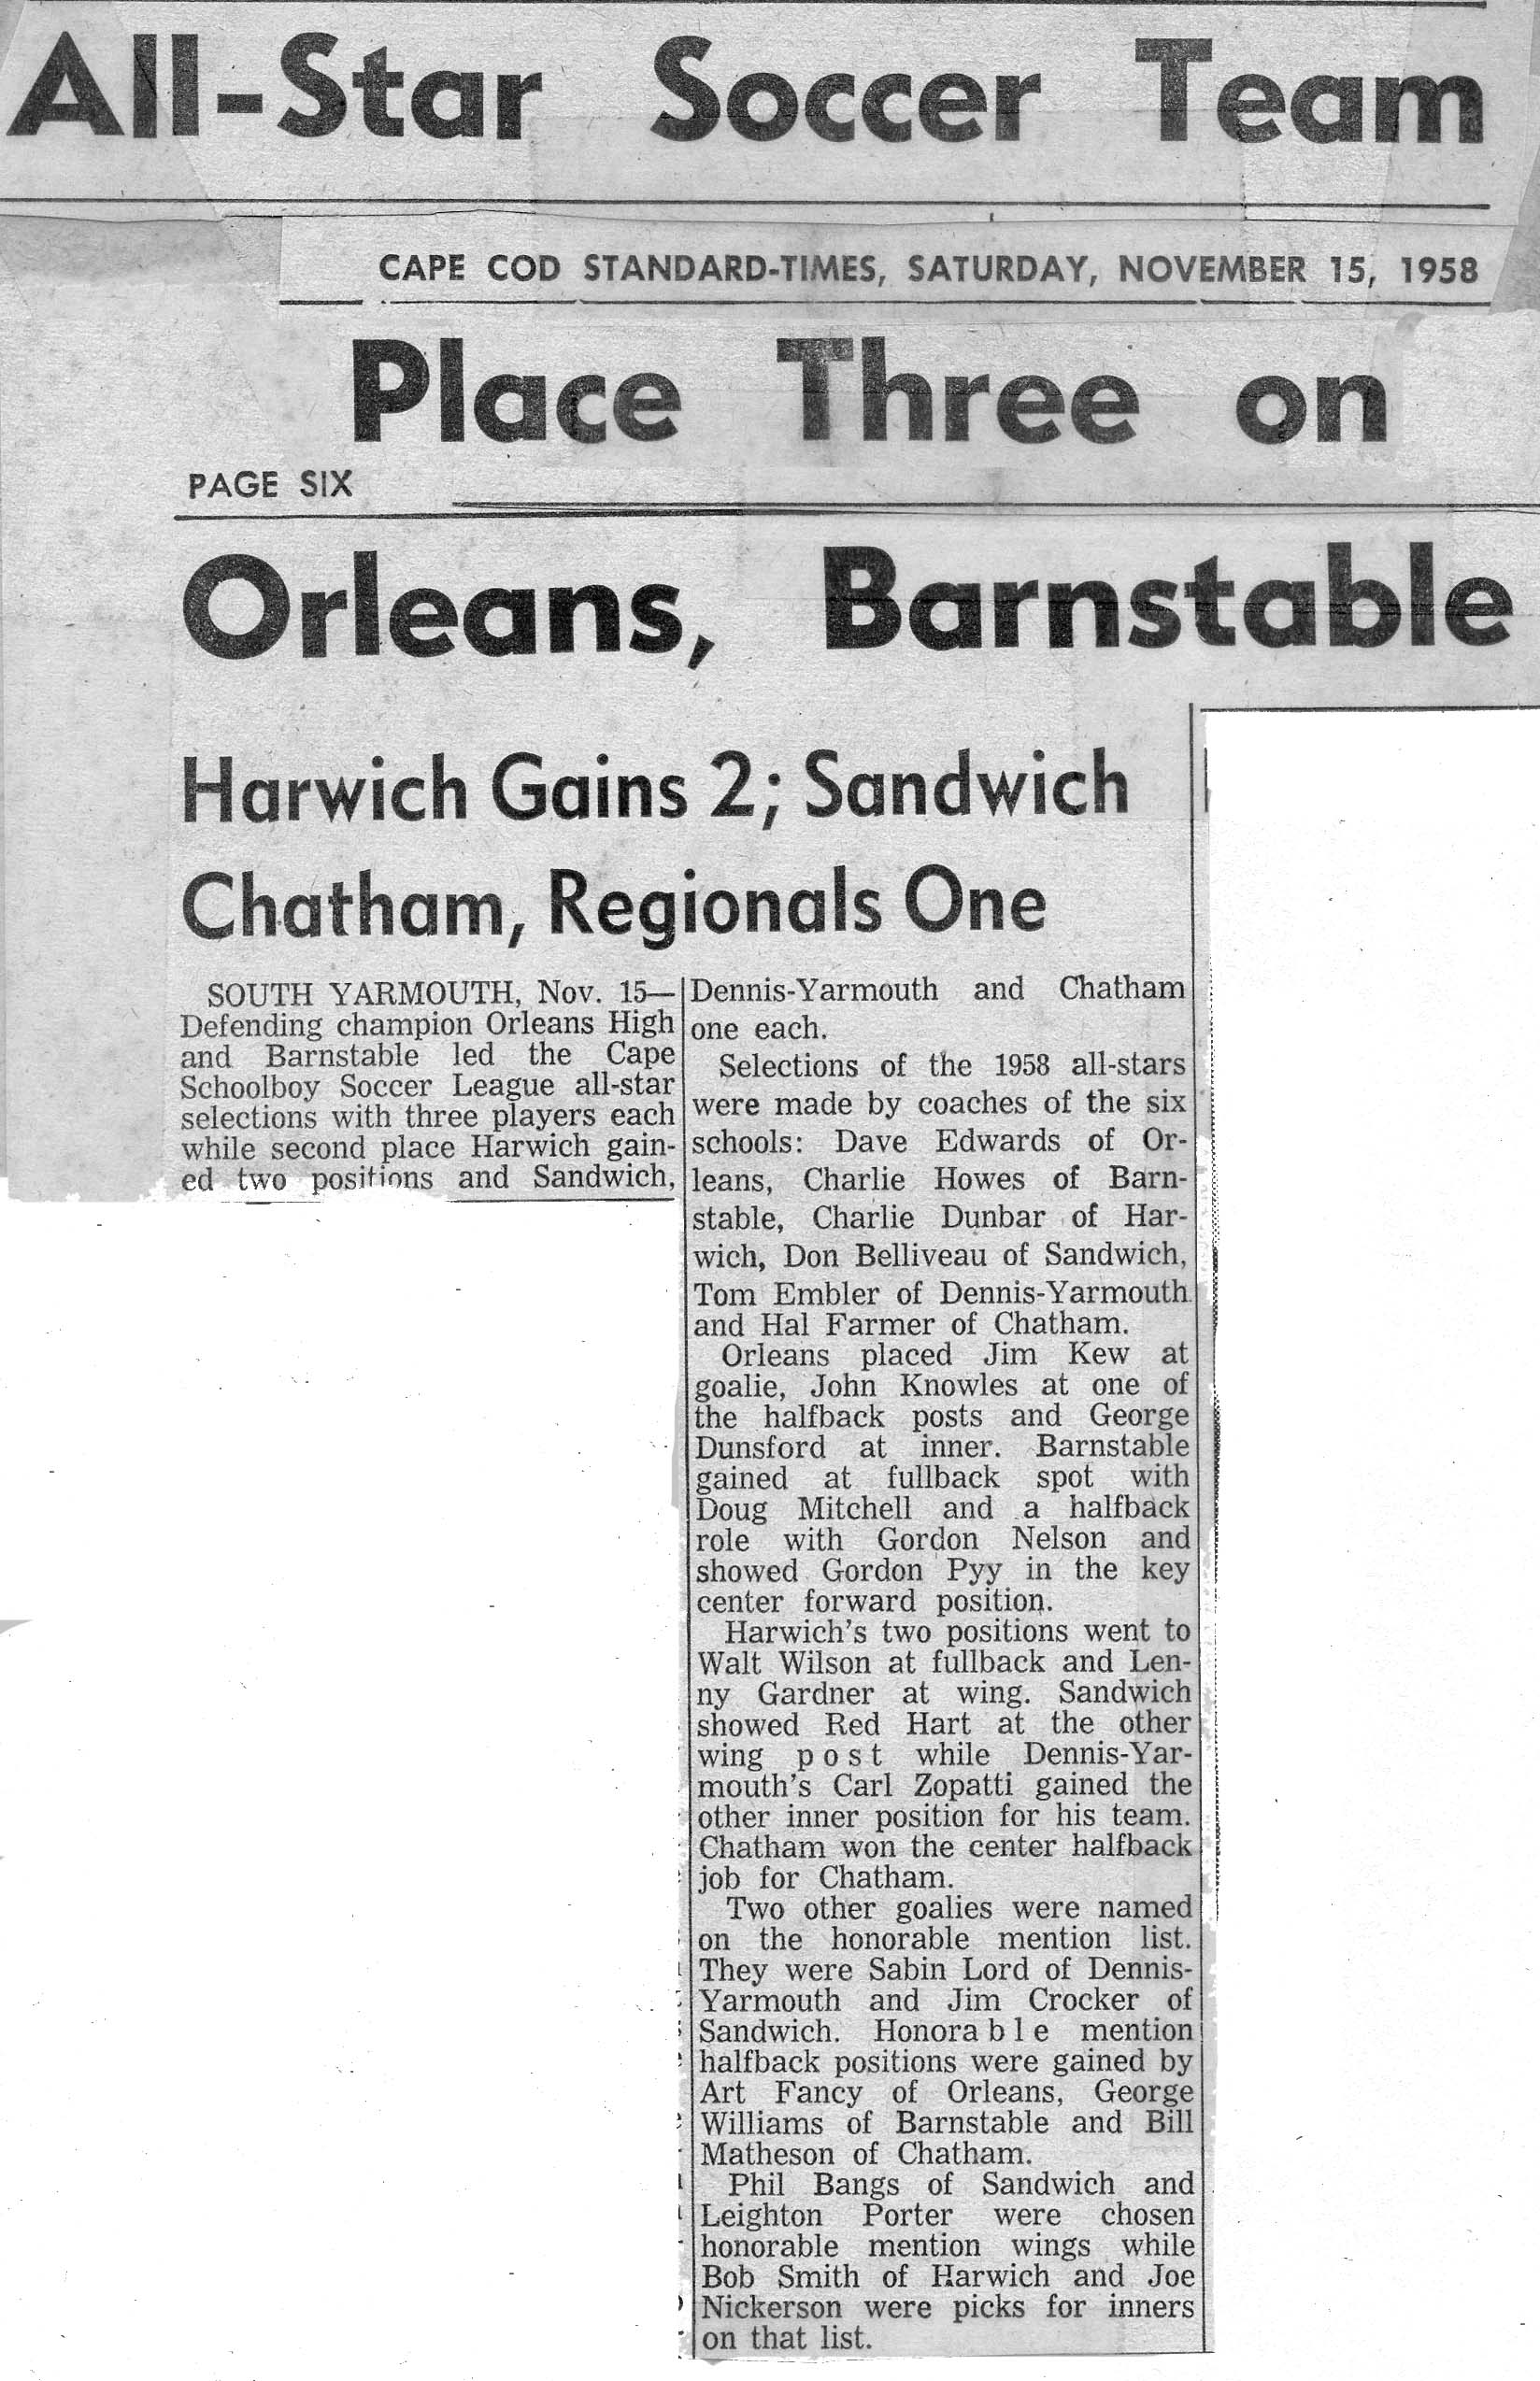 All-Star Soccer Team
CAPE COD STANDARD-TIMES, SATURDAY, NOVEMBER 15, 1958
Place Three on
PAGE SIX
Orleans, Barnstable
Harwich Gains 2; Sandwich
Chatham, Regionals One
SOUTH YARMOUTH, Nov. 15—
Defending champion Orleans High
and Barnstable led the Cape
Schoolboy Soccer League all-star
selections with three players each
while second place Harwich gain-
ed two positions and Sandwich,
Dennis-Yarmouth and Chatham
one each.
Selections of the 1958 all-stars
were made by coaches of the six
schools: Dave Edwards of Or-
leans, Charlie Howes of Barn-
stable, Charlie Dunbar of Har-
wich, Don Belliveau of Sandwich,
Tom Embler of Dennis-Yarmouth
and Hal Farmer of Chatham.
Orleans placed Jim Kew at
goalie, John Knowles at one of
the halfback posts and George
Dunsford at inner. Barnstable
gained at fullback spot with
Doug Mitchell and a halfback
role with Gordon Nelson and
showed Gordon Pyy in the key
center forward position.
Harwich's two positions went to
Walt Wilson at fullback and Len-
ny Gardner at wing. Sandwich
showed Red Hart at the other
wing post while Dennis-Yar-
mouth's Carl Zopatti gained the
other inner position for his team.
Chatham won the center halfback
job for Chatham.
Two other goalies were named
on the honorable mention list.
They were Sabin Lord of Dennis-
Yarmouth and Jim Crocker of
Sandwich. Honorable mention
halfback positions were gained by
Art Fancy of Orleans, George
Williams of Barnstable and Bill
Matheson of Chatham.
Phil Bangs of Sandwich and
Leighton Porter were chosen
honorable mention wings while
Bob Smith of Harwich and Joe
Nickerson were picks for inners
on that list.